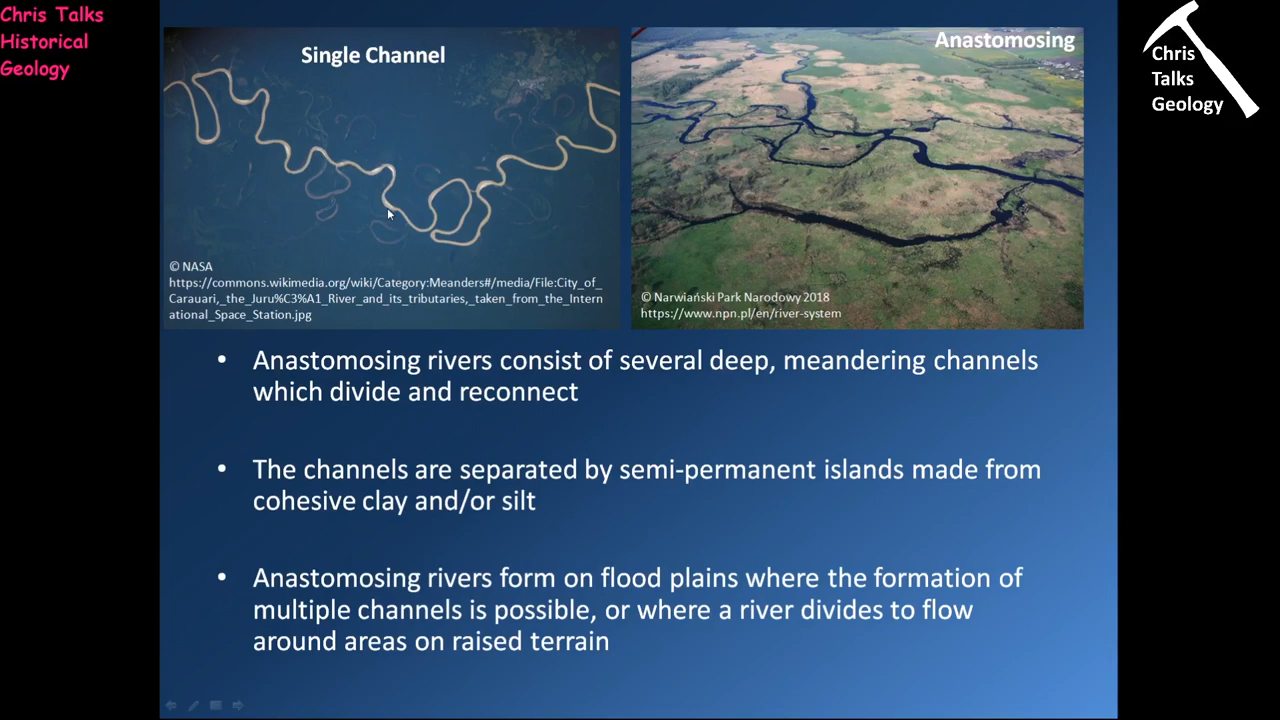 Chris Talks
Historical
Geology
Single Channel
© NASA
https://commons.wikimedia.org/wiki/Category:Meanders#/media/File:City_of_
Carauari,_the_Juru%C3%A1_River_and_its_tributaries,_taken_from_the_Intern
ational_Space_Station.jpg
Anastomosing
© Narwiański Park Narodowy 2018
https://www.npn.pl/en/river-system
Chris
Talks
Geology
• Anastomosing rivers consist of several deep, meandering channels
which divide and reconnect
• The channels are separated by semi-permanent islands made from
cohesive clay and/or silt
• Anastomosing rivers form on flood plains where the formation of
multiple channels is possible, or where a river divides to flow
around areas on raised terrain